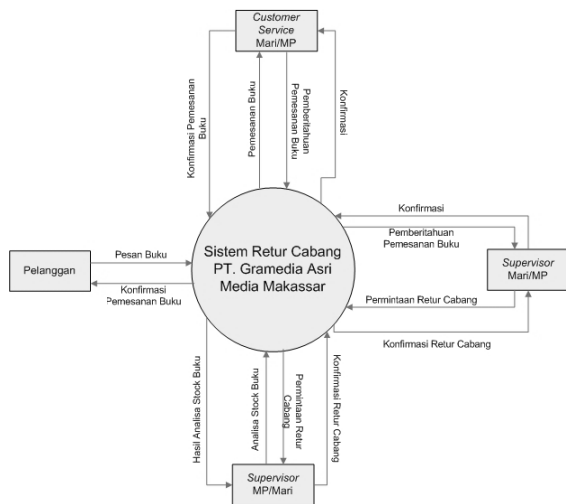 Customer
Service
Mari/MP
Konfirmasi Pemesanan
Buku
Pemesanan Buku
Pemberitahuan
Pemesanan Buku
Konfirmasi
Konfirmasi
Pemberitahuan
Pemesanan Buku
Sistem Retur Cabang
PT. Gramedia Asri
Media Makassar
Pesan Buku
Pelanggan
Konfirmasi
Pemesanan Buku
Supervisor
Mari/MP
Permintaan Retur Cabang
Konfirmasi Retur Cabang
Hasil Analisa Stock Buku
Analisa Stock Buku
Permintaan Retur
Cabang
Konfirmasi Retur Cabang
Supervisor
MP/Mari